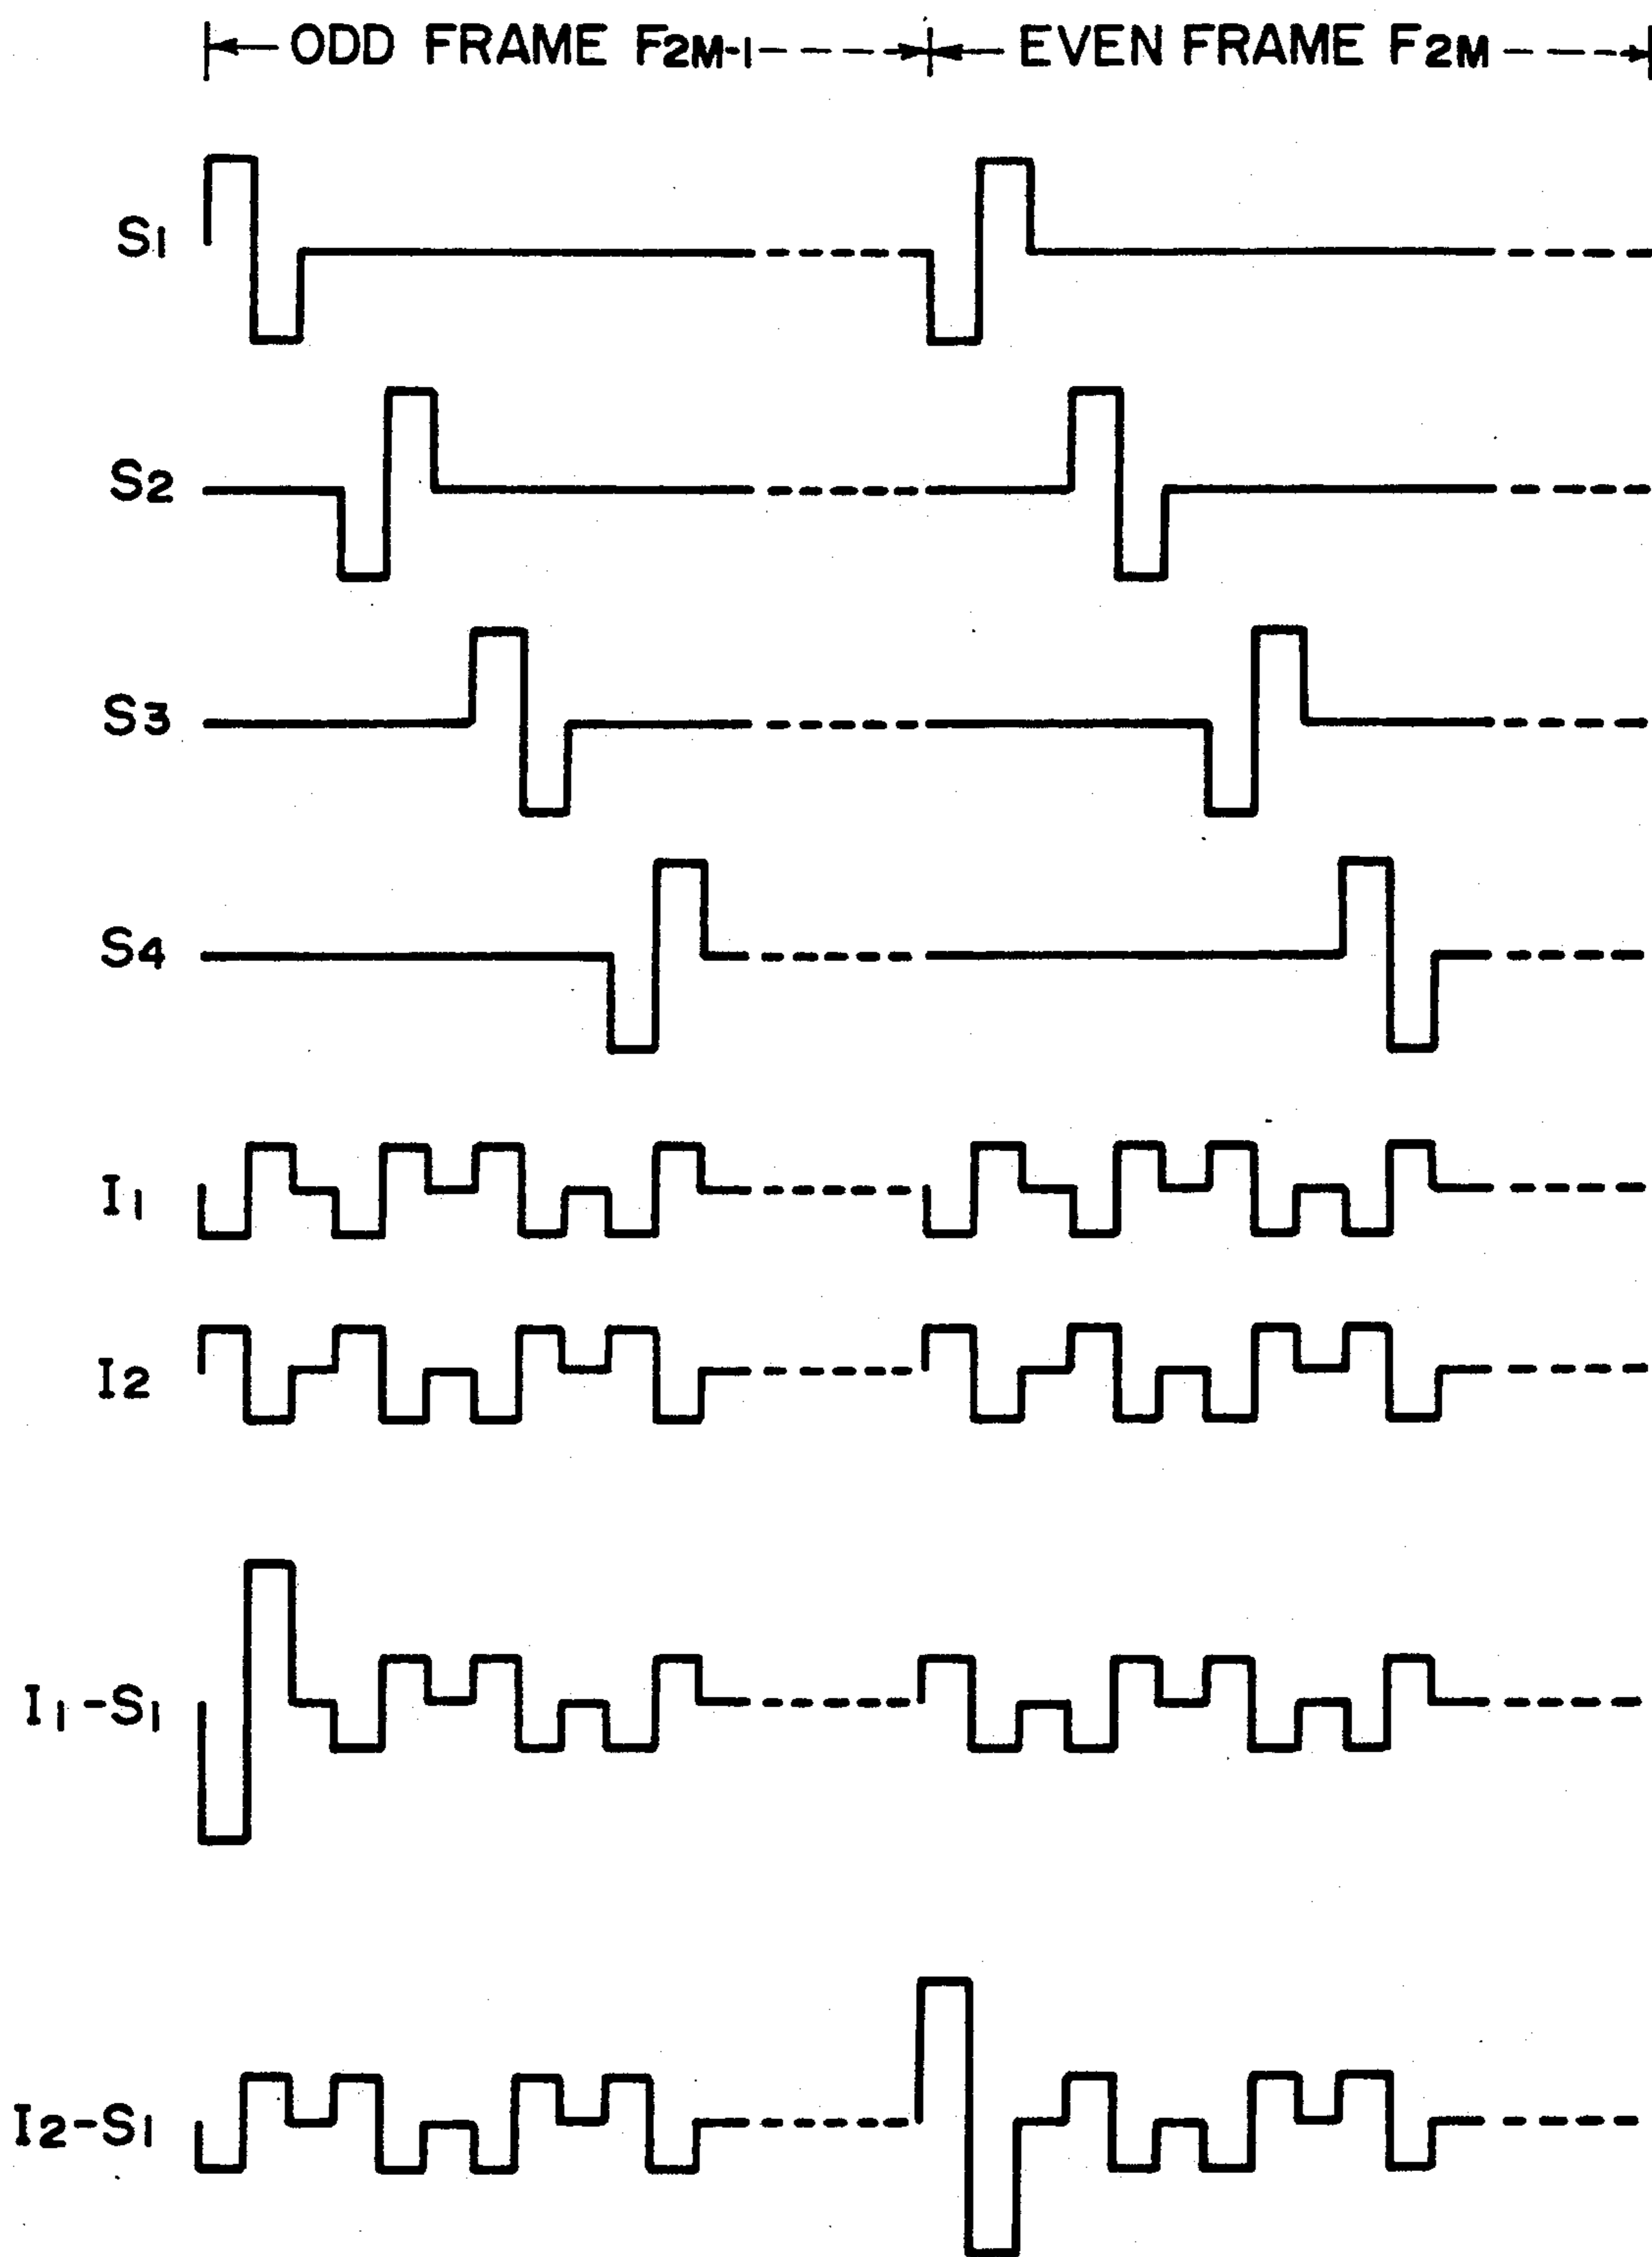 ODD FRAME F2M-1
EVEN FRAME F2M
S1
S2
S3
S4
I1
I2
I1-S1
I2-S1